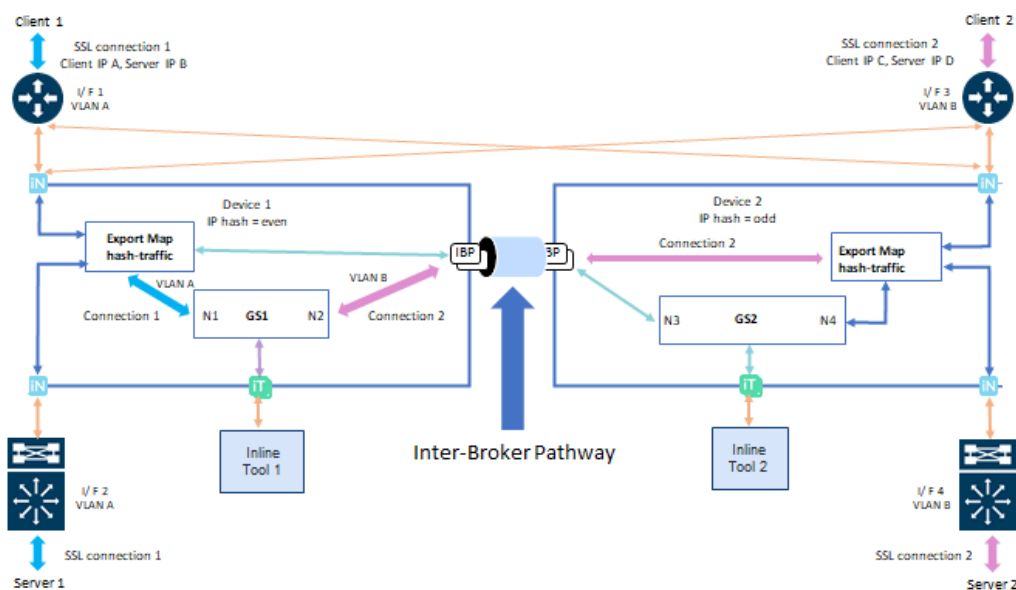 Client 1
Client 2
SSL connection 1
Client IP A, Server IP B
SSL connection 2
Client IP C, Server IP D
I/ F 1
VLAN A
I/ F 3
VLAN B
iN
iN
Device 1
IP hash = even
Device 2
IP hash = odd
Export Map
hash-traffic
IBP
BP
Connection 2
Export Map
hash-traffic
VLAN A
VLAN B
Connection 1
N1
GS1
N2
Connection 2
N3
GS2
N4
iN
iT
iT
iN
Inline
Tool 1
Inter-Broker Pathway
Inline
Tool 2
I/ F 2
VLAN A
I/ F 4
VLAN B
SSL connection 1
SSL connection 2
Server 1
Server 2